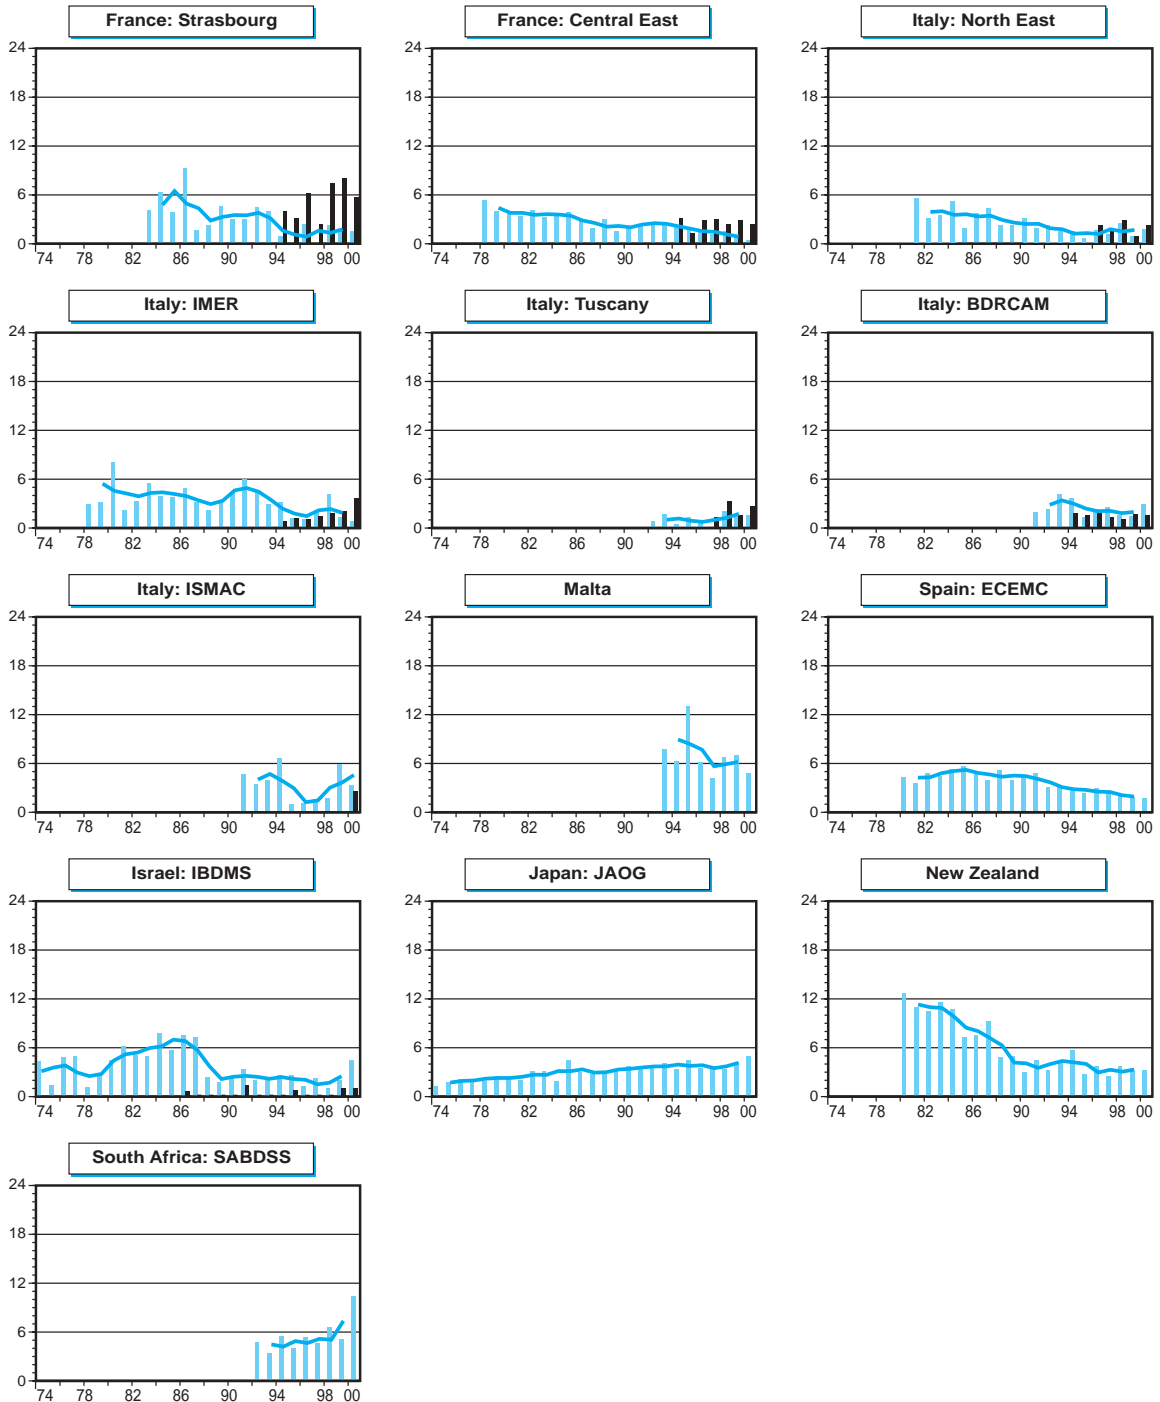 France: Strasbourg
24
18
12
6
0
74 78 82 86 90 94 98 00
France: Central East
24
18
12
6
0
74 78 82 86 90 94 98 00
Italy: North East
24
18
12
6
0
74 78 82 86 90 94 98 00
Italy: IMER
24
18
12
6
0
74 78 82 86 90 94 98 00
Italy: Tuscany
24
18
12
6
0
74 78 82 86 90 94 98 00
Italy: BDRCAM
24
18
12
6
0
74 78 82 86 90 94 98 00
Italy: ISMAC
24
18
12
6
0
74 78 82 86 90 94 98 00
Malta
24
18
12
6
0
74 78 82 86 90 94 98 00
Spain: ECEMC
24
18
12
6
0
74 78 82 86 90 94 98 00
Israel: IBDMS
24
18
12
6
0
74 78 82 86 90 94 98 00
Japan: JAOG
24
18
12
6
0
74 78 82 86 90 94 98 00
New Zealand
24
18
12
6
0
74 78 82 86 90 94 98 00
South Africa: SABDSS
24
18
12
6
0
74 78 82 86 90 94 98 00